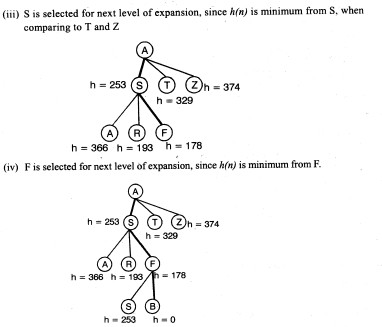 (iii) S is selected for next level of expansion, since h(n) is minimum from S, when
comparing to T and Z
A
h = 253 S T Z h = 374
h = 329
A R F
h = 366 h = 193 h = 178
(iv) F is selected for next level of expansion, since h(n) is minimum from F.
A
h = 253 S T Z h = 374
h = 329
A R F
h = 366 h = 193 h = 178
S B
h = 253 h = 0